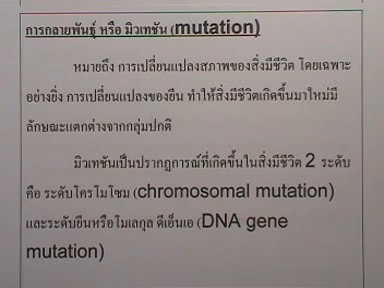 การกลายพันธุ์ หรือ มิวเทชัน (mutation)
หมายถึง การเปลี่ยนแปลงสภาพของสิ่งมีชีวิต โดยเฉพาะ
อย่างยิ่ง การเปลี่ยนแปลงของยีน ทำให้สิ่งมีชีวิตเกิดขึ้นมาใหม่มี
ลักษณะแตกต่างจากกลุ่มปกติ
มิวเทชันเป็นปรากฏการณ์ที่เกิดขึ้นในสิ่งมีชีวิต 2 ระดับ
คือ ระดับโครโมโซม (chromosomal mutation)
และระดับยีนหรือโมเลกุล ดีเอ็นเอ (DNA gene
mutation)